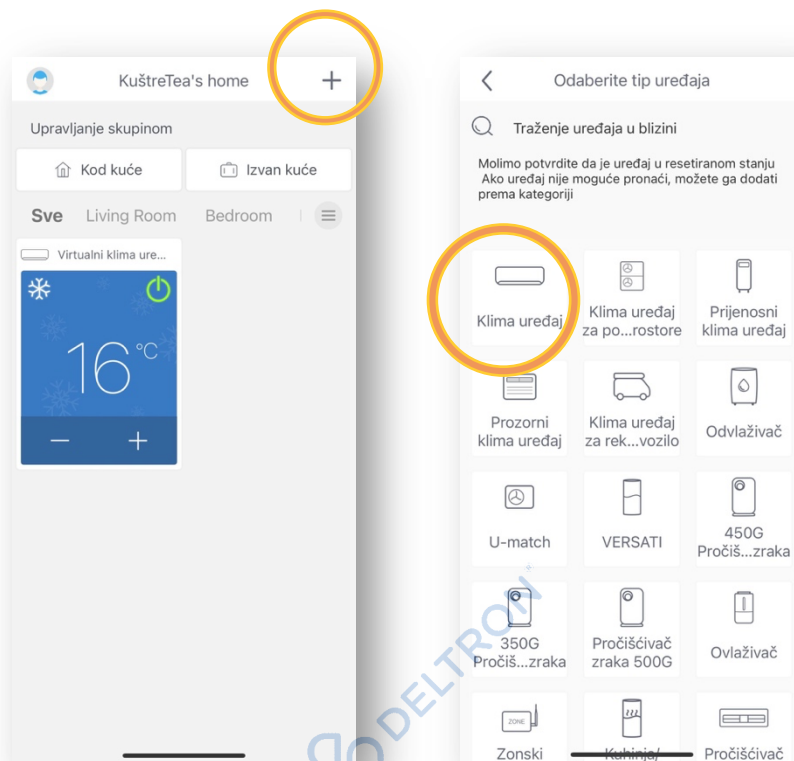 KuštreTea's home
+
Upravljanje skupinom
Kod kuće
Izvan kuće
Sve Living Room Bedroom
Virtualni klima ure...
16°C
— +
Odaberite tip uređaja
Traženje uređaja u blizini
Molimo potvrdite da je uređaj u resetiranom stanju
Ako uređaj nije moguće pronaći, možete ga dodati
prema kategoriji
Klima uređaj
Klima uređaj
za po...rostore
Prijenosni
klima uređaj
Prozorni
klima uređaj
Klima uređaj
za rek...vozilo
Odvlaživač
U-match
VERSATI
450G
Pročiš...zraka
350G
Pročiš...zraka
Pročišćivač
zraka 500G
Ovlaživač
ZONE
Zonski
Kuhinja/
Pročišćivač
DELTRON